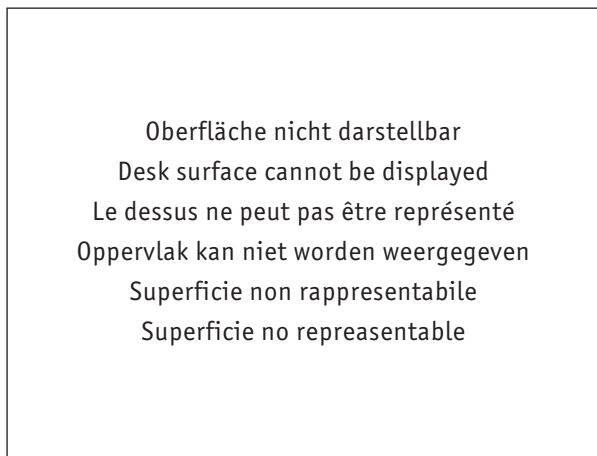 Oberfläche nicht darstellbar
Desk surface cannot be displayed
Le dessus ne peut pas être représenté
Oppervlak kan niet worden weergegeven
Superficie non rappresentabile
Superficie no repreasentable